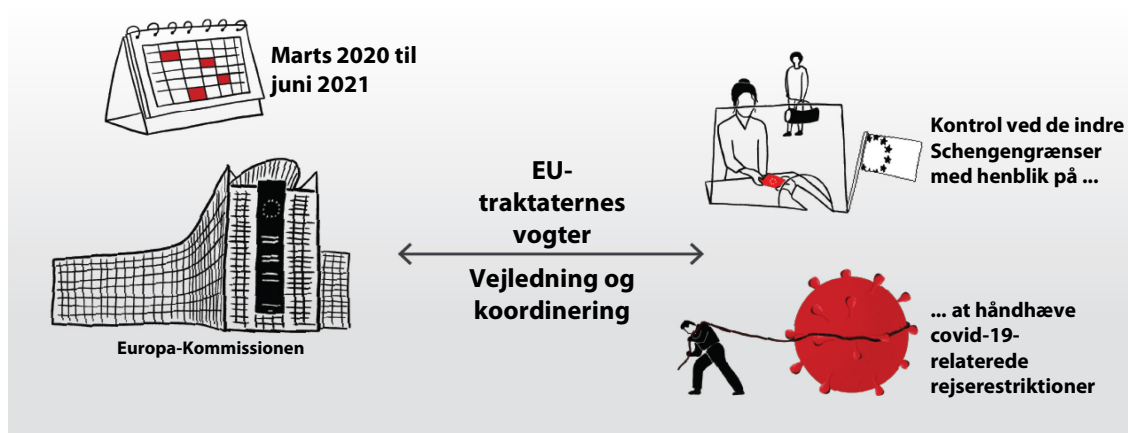 Marts 2020 til
juni 2021
Europa-Kommissionen
EU-
traktaternes
vogter
Vejledning og
koordinering
Kontrol ved de indre
Schengengrænser
med henblik på ...
... at håndhæve
covid-19-
relaterede
rejserestriktioner